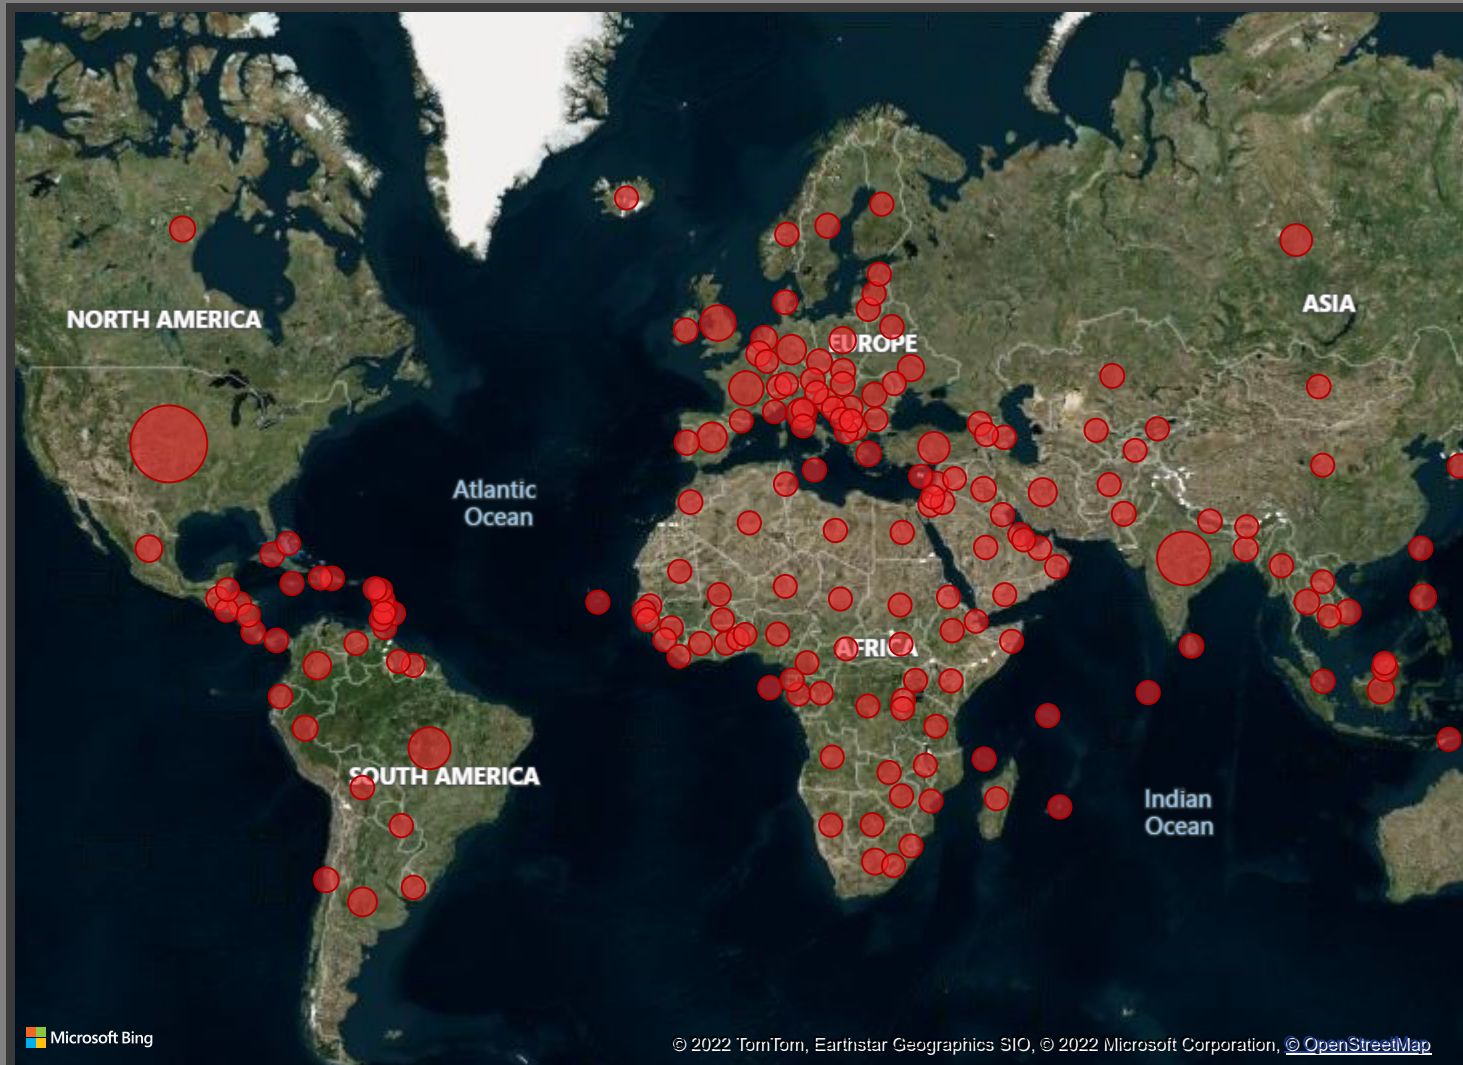 NORTH AMERICA
ASIA
EUROPE
Atlantic
Ocean
AFRICA
SOUTH AMERICA
Indian
Ocean
Microsoft Bing
© 2022 TomTom, Earthstar Geographics SIO, © 2022 Microsoft Corporation, © OpenStreetMap